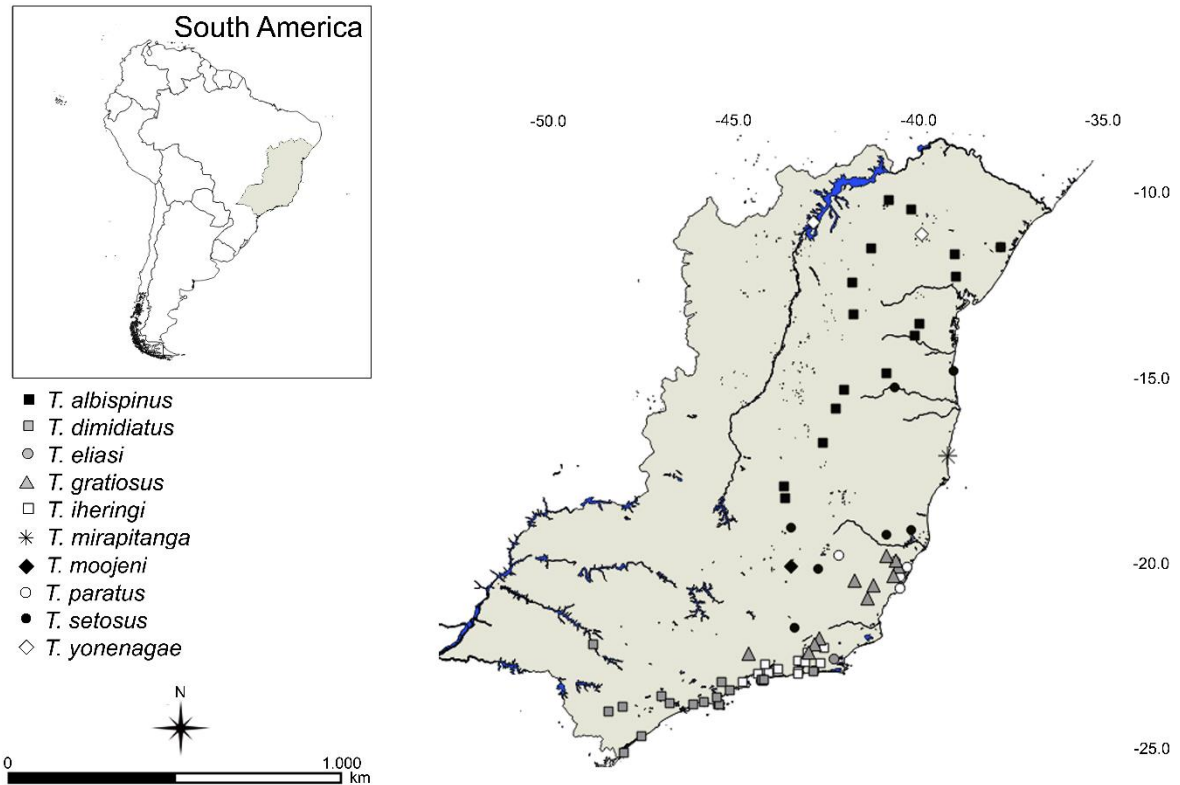 South America
-50.0 -45.0 -40.0 -35.0
-10.0
-15.0
-20.0
-25.0
T. albispinus
T. dimidiatus
T. eliasi
T. gratiosus
T. iheringi
T. mirapitanga
T. moojeni
T. paratus
T. setosus
T. yonenagae
N
0 1.000
km